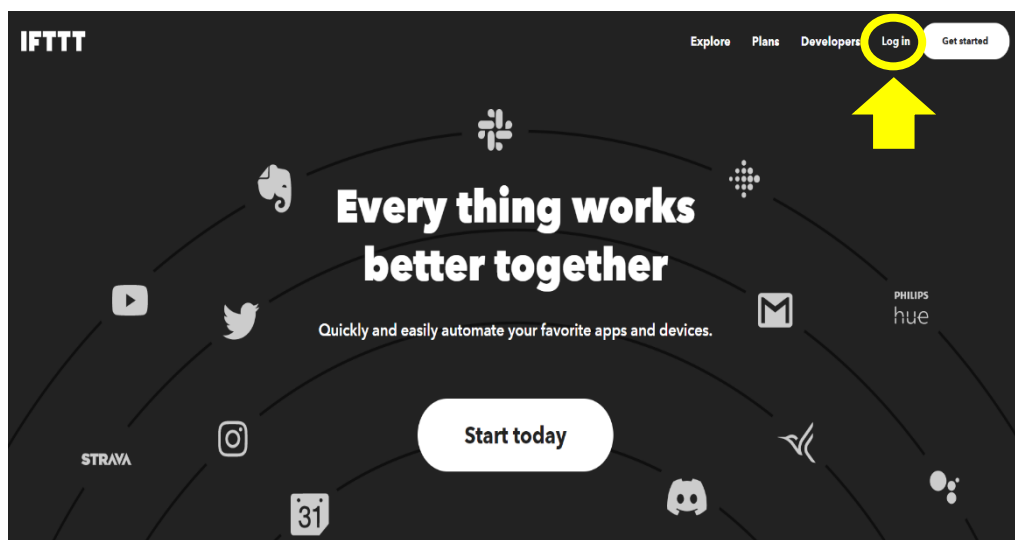 IFTTT
Explore Plans Developers Log in Get started
Every thing works
better together
PHILIPS
hue
Quickly and easily automate your favorite apps and devices.
Start today
STRAVA
31